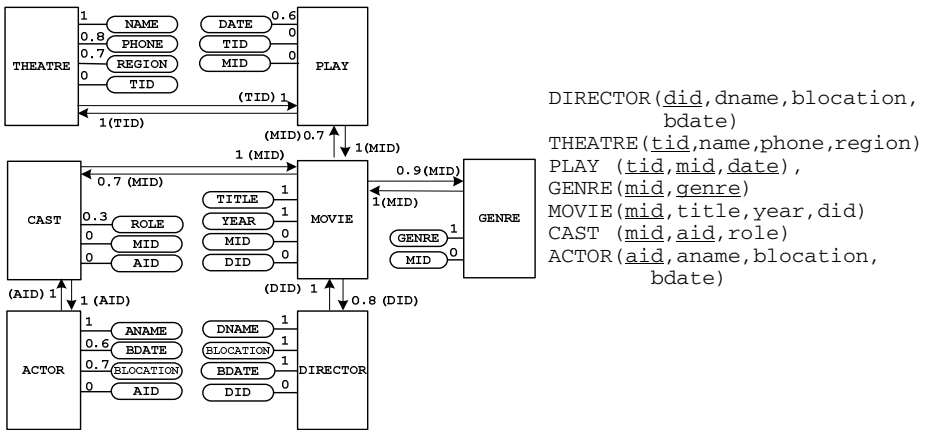 THEATRE
1
NAME
0.8
PHONE
0.7
REGION
0
TID
DATE
0.6
TID
0
MID
0
PLAY
(TID) 1
1(TID)
(MID)0.7
1(MID)
CAST
1 (MID)
0.7 (MID)
0.3
ROLE
0
MID
0
AID
TITLE
1
YEAR
1
MID
0
DID
0
MOVIE
0.9(MID)
1(MID)
GENRE
1
MID
0
GENRE
(AID) 1
1 (AID)
(DID) 1
0.8 (DID)
ACTOR
1
ANAME
0.6
BDATE
0.7
BLOCATION
0
AID
DNAME
1
BLOCATION
1
BDATE
1
DID
0
DIRECTOR
DIRECTOR(did,dname,blocation,
bdate)
THEATRE(tid,name,phone,region)
PLAY (tid,mid,date),
GENRE(mid,genre)
MOVIE(mid,title,year,did)
CAST (mid,aid,role)
ACTOR(aid,aname,blocation,
bdate)